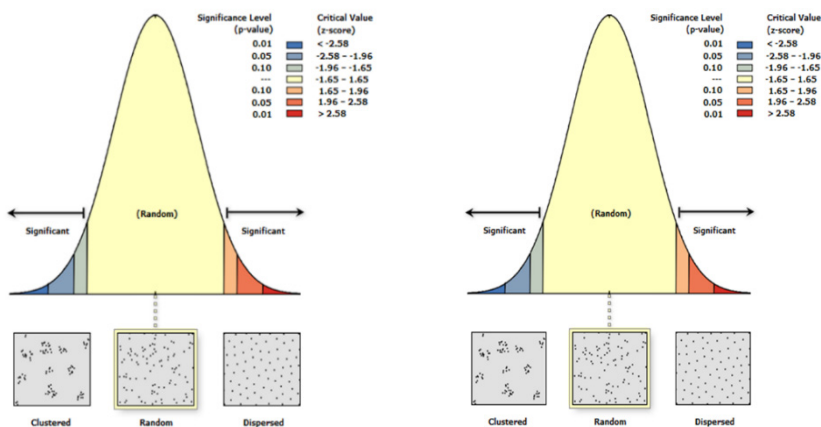 Significance Level
(p-value)
Critical Value
(z-score)
0.01 < -2.58
0.05 -2.58 – -1.96
0.10 -1.96 – -1.65
--- -1.65 – 1.65
0.10 1.65 – 1.96
0.05 1.96 – 2.58
0.01 > 2.58
(Random)
Significant
Significant
Clustered
Random
Dispersed
Significance Level
(p-value)
Critical Value
(z-score)
0.01 < -2.58
0.05 -2.58 – -1.96
0.10 -1.96 – -1.65
--- -1.65 – 1.65
0.10 1.65 – 1.96
0.05 1.96 – 2.58
0.01 > 2.58
(Random)
Significant
Significant
Clustered
Random
Dispersed